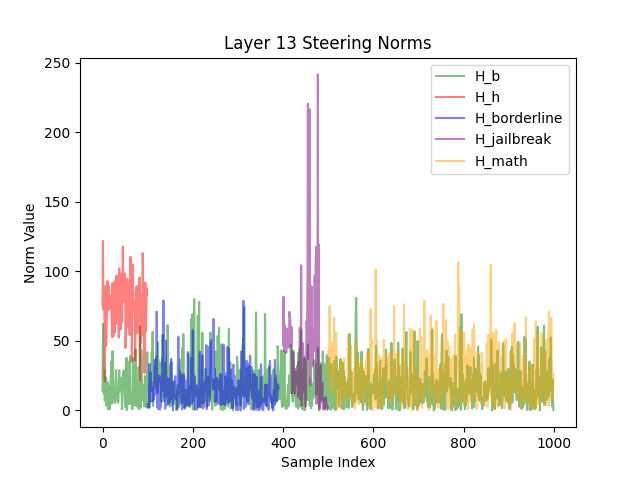 Layer 13 Steering Norms
250
200
150
100
50
0
Norm Value
H_b
H_h
H_borderline
H_jailbreak
H_math
0
200
400
600
800
1000
Sample Index